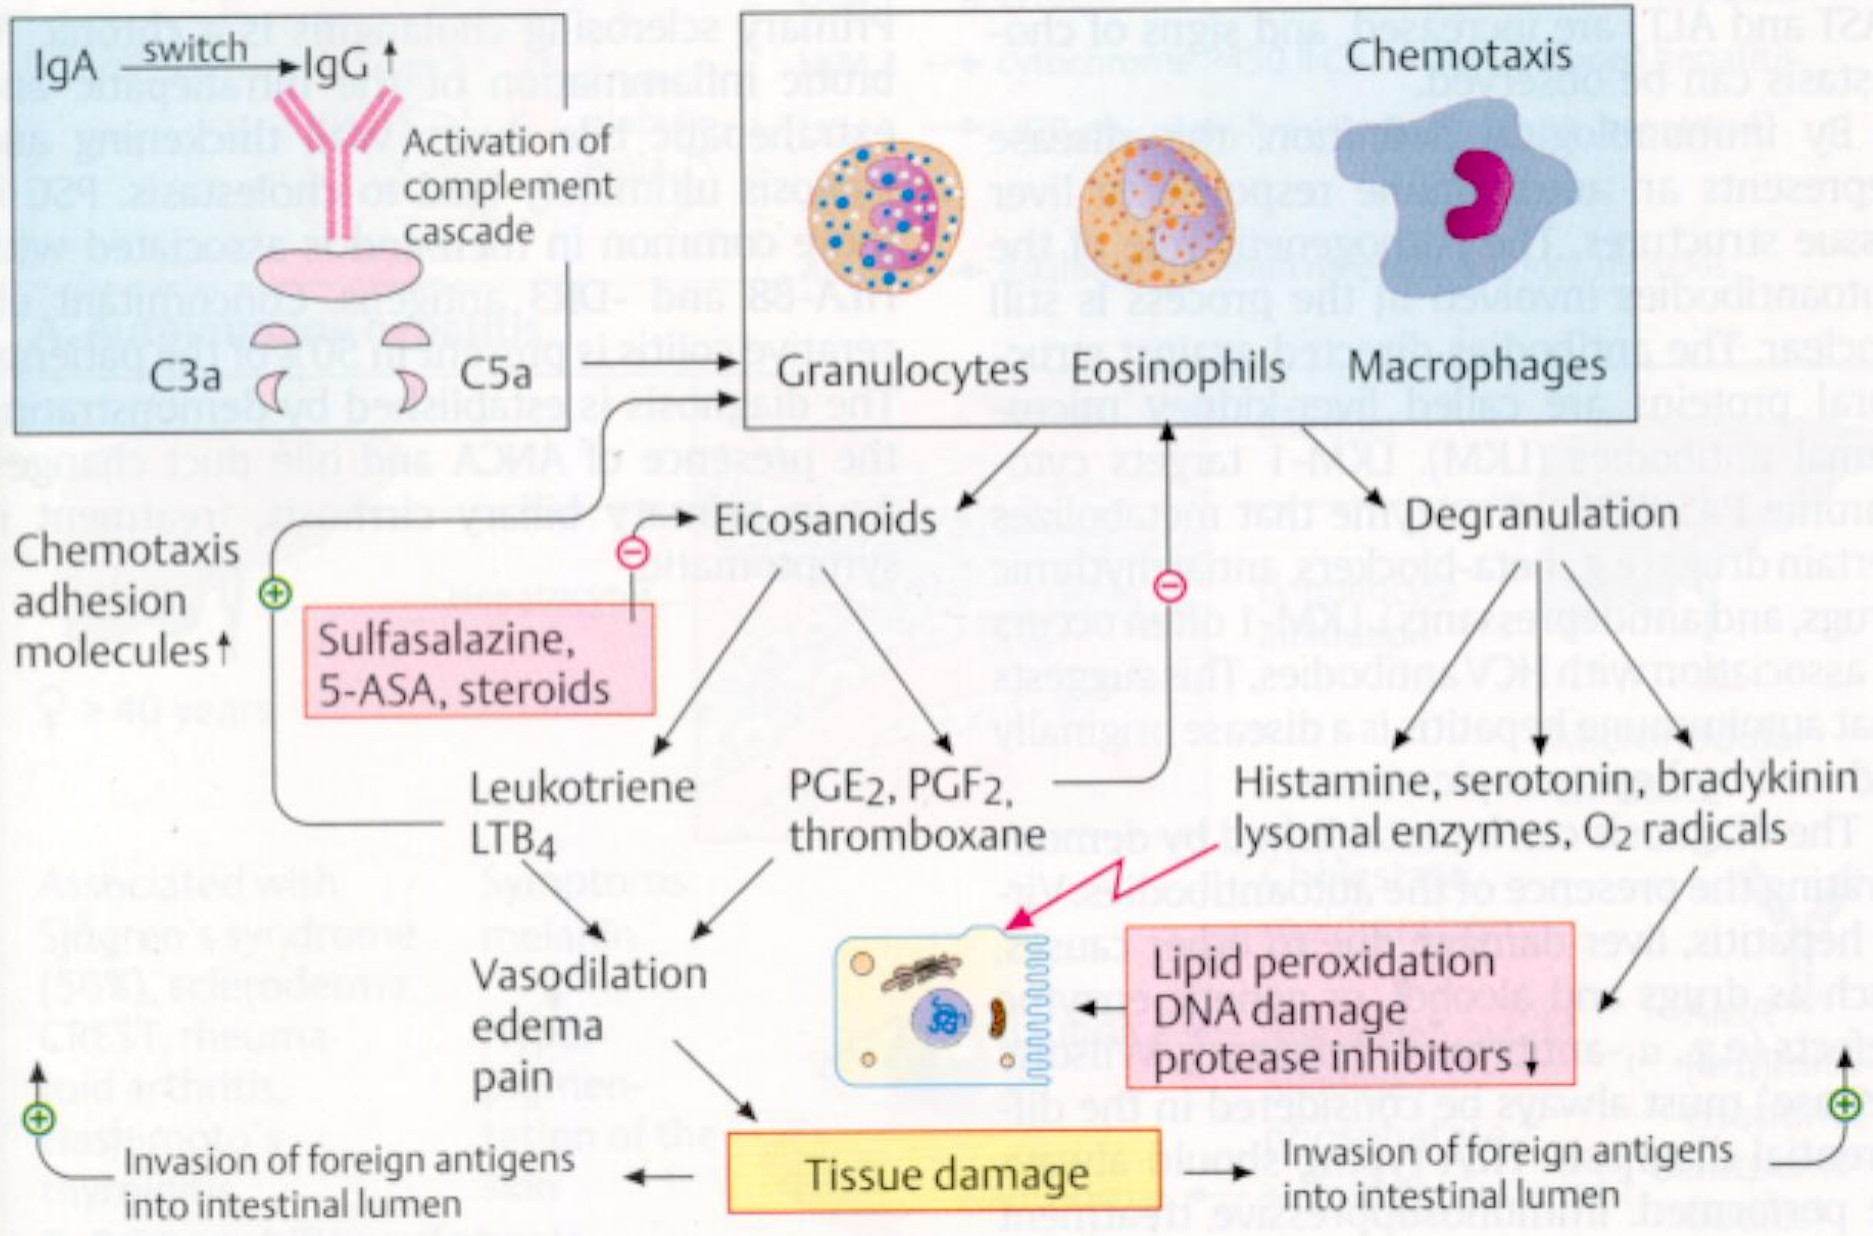 IgA switch IgG ↑
Activation of
complement
cascade
C3a C5a
Chemotaxis
Granulocytes Eosinophils Macrophages
Chemotaxis
adhesion
molecules ↑
+
Sulfasalazine,
5-ASA, steroids
−
Eicosanoids
−
Degranulation
Leukotriene
LTB4
PGE2, PGF2,
thromboxane
Histamine, serotonin, bradykinin
lysomal enzymes, O2 radicals
Vasodilation
edema
pain
Lipid peroxidation
DNA damage
protease inhibitors ↓
+
Invasion of foreign antigens
into intestinal lumen
Tissue damage
Invasion of foreign antigens
into intestinal lumen
+